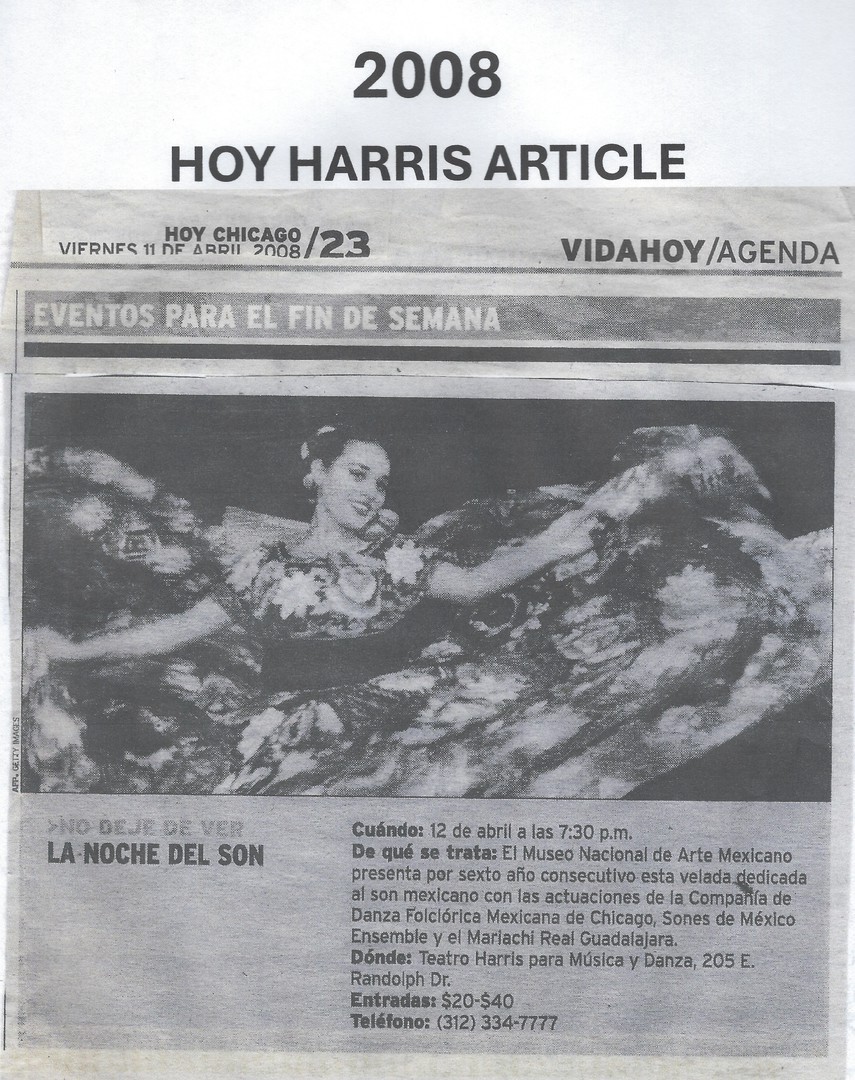 2008
HOY HARRIS ARTICLE
HOY CHICAGO /23
VIERNES 11 DE ABRIL 2008
VIDAHOY/AGENDA
EVENTOS PARA EL FIN DE SEMANA
AFP, GETTY IMAGES
>NO DEJE DE VER
LA NOCHE DEL SON
Cuándo: 12 de abril a las 7:30 p.m.
De qué se trata: El Museo Nacional de Arte Mexicano
presenta por sexto año consecutivo esta velada dedicada
al son mexicano con las actuaciones de la Compañía de
Danza Folclórica Mexicana de Chicago, Sones de México
Ensemble y el Mariachi Real Guadalajara.
Dónde: Teatro Harris para Música y Danza, 205 E.
Randolph Dr.
Entradas: $20-$40
Teléfono: (312) 334-7777